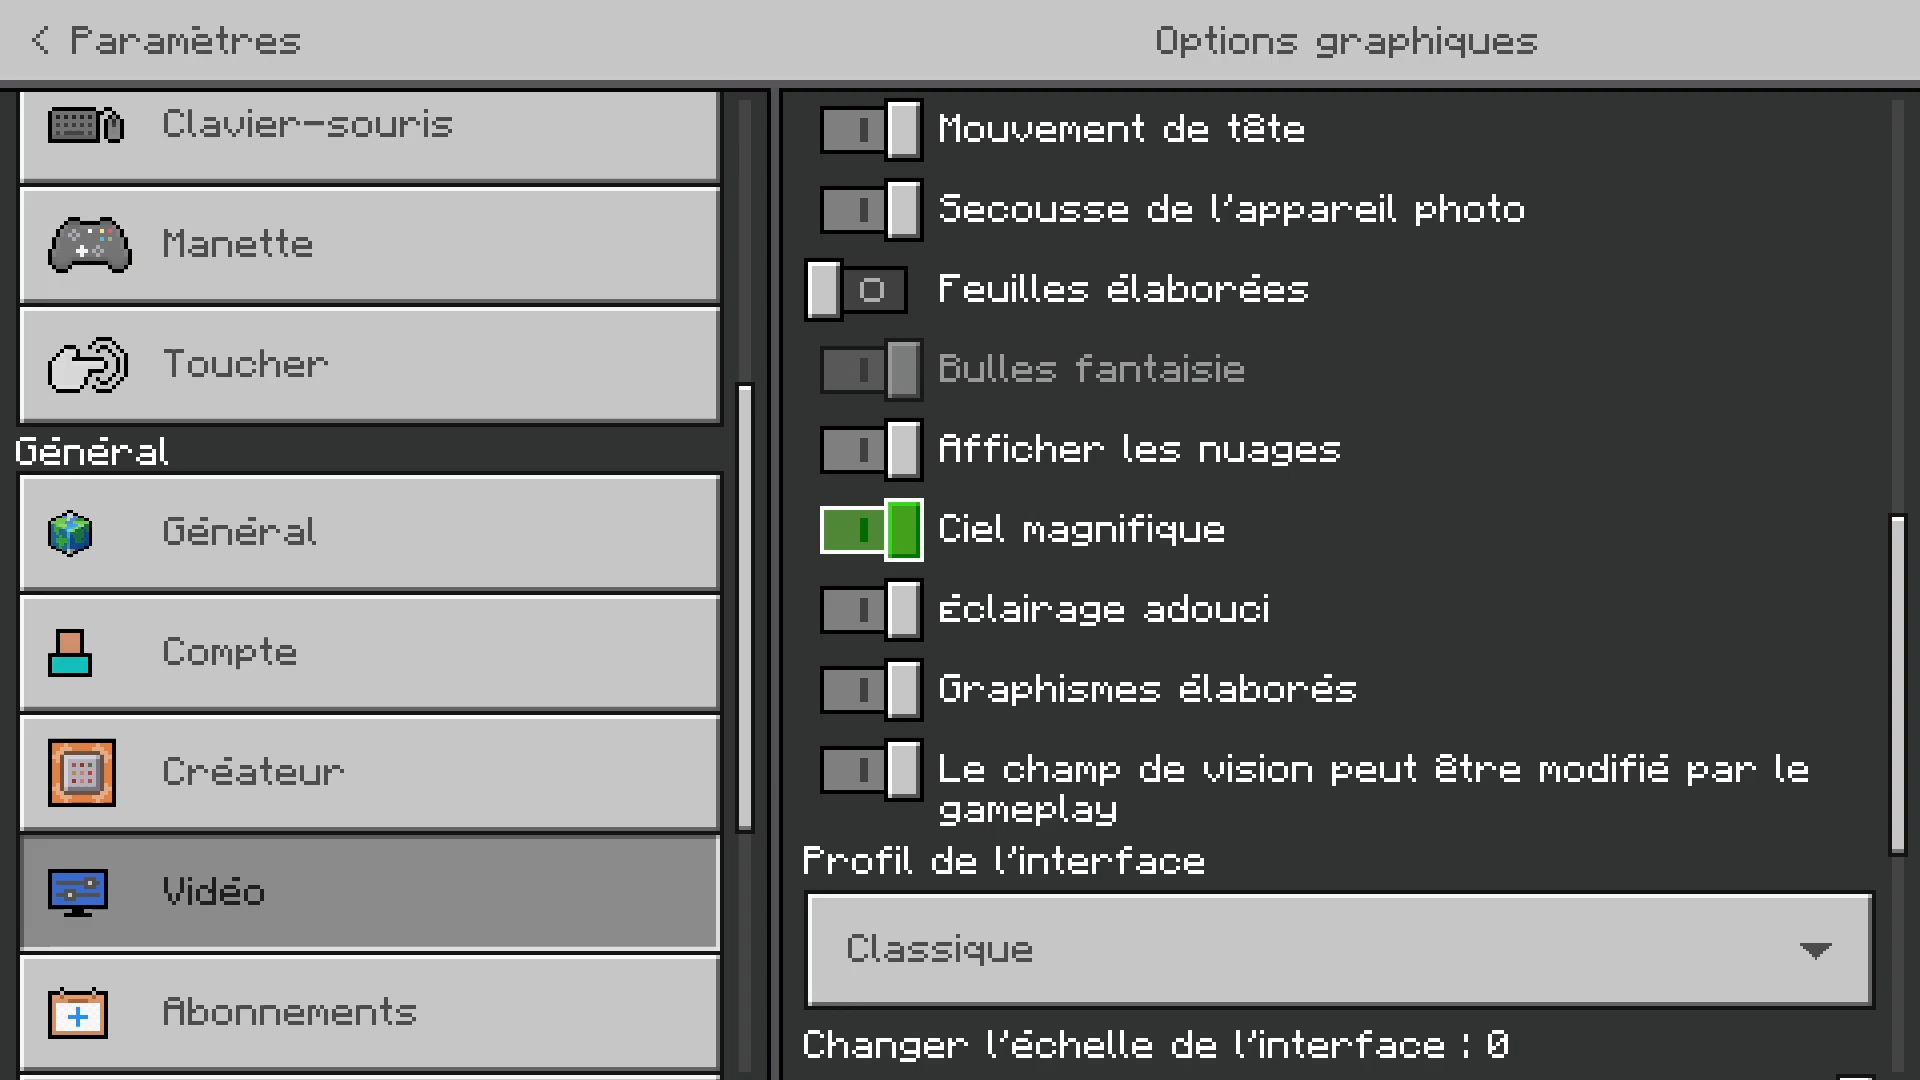 Paramètres
Options graphiques
Clavier-souris
Manette
Toucher
Général
Général
Compte
Créateur
Vidéo
Abonnements
Mouvement de tête
Secousse de l'appareil photo
Feuilles élaborées
Bulles fantaisie
Afficher les nuages
Ciel magnifique
Éclairage adouci
Graphismes élaborés
Le champ de vision peut être modifié par le
gameplay
Profil de l'interface
Classique
Changer l'échelle de l'interface : 0